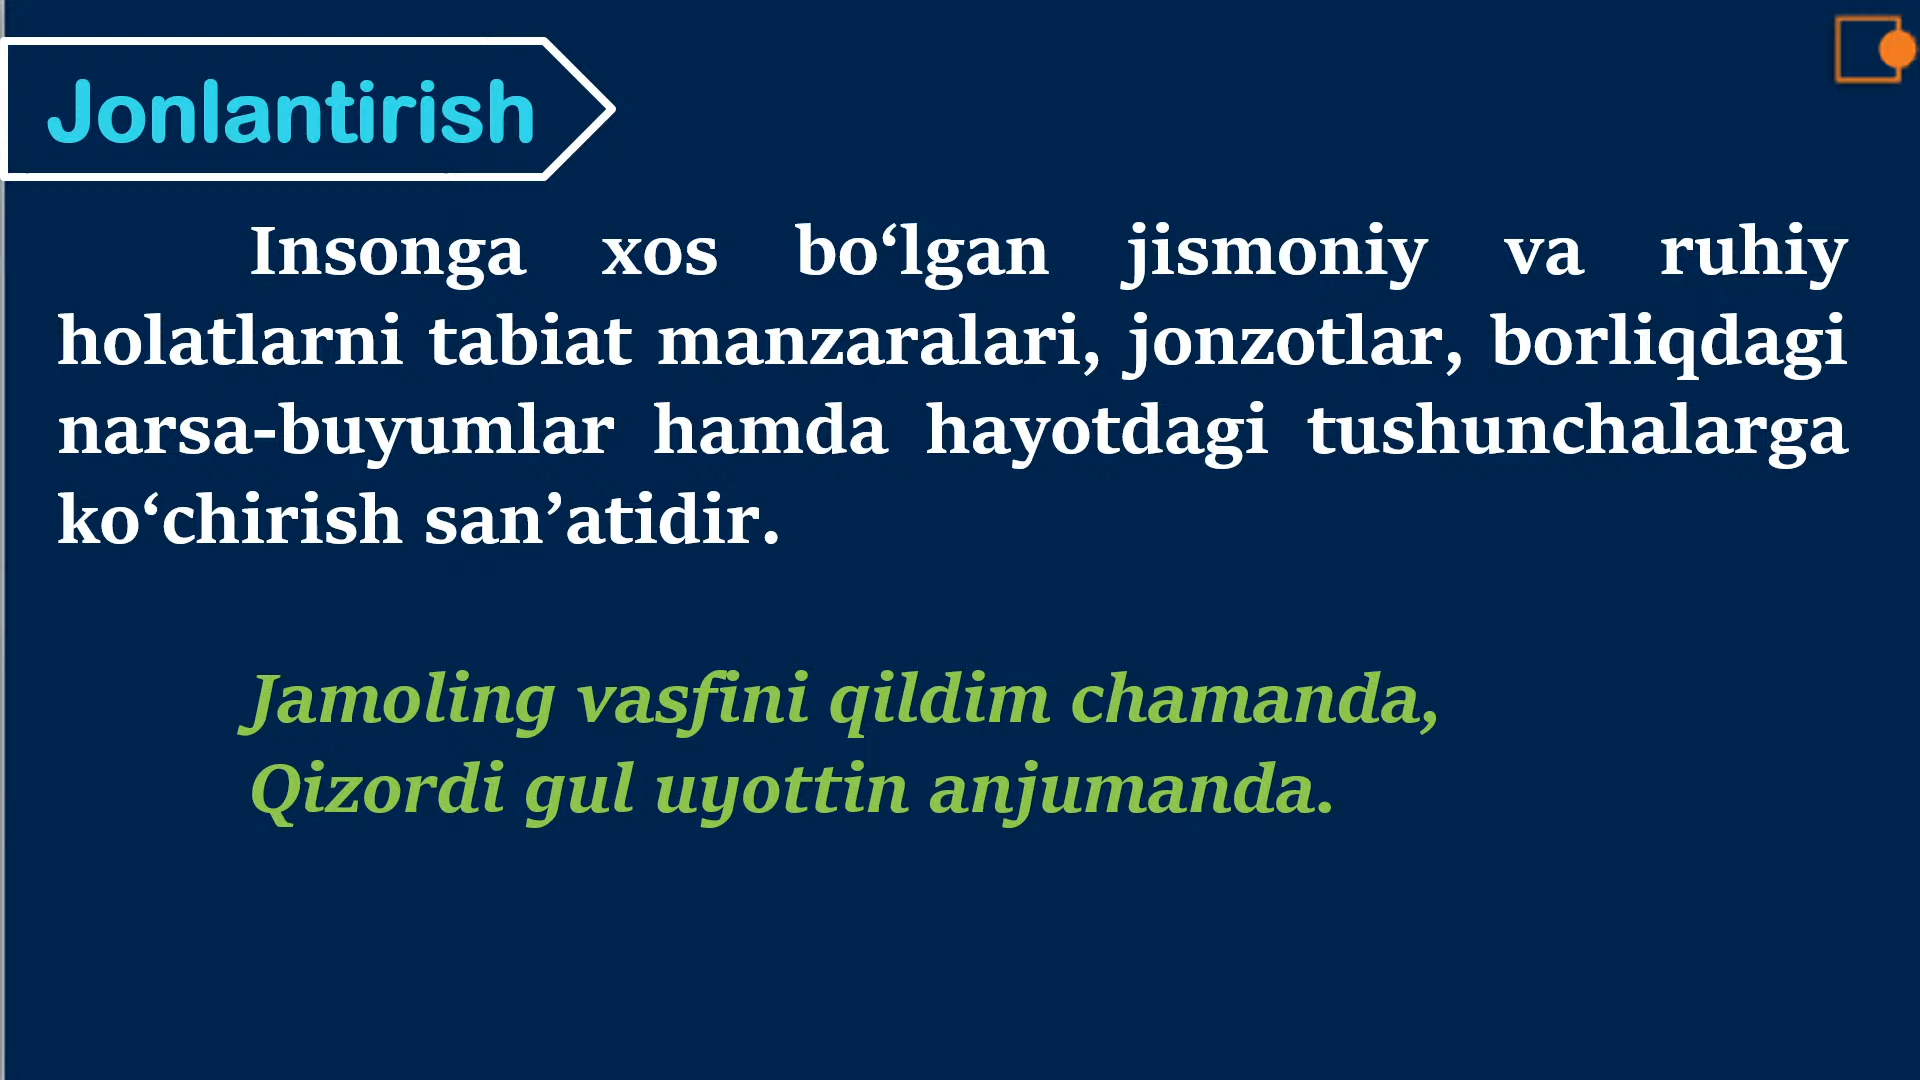 Jonlantirish
Insonga xos bo‘lgan jismoniy va ruhiy
holatlarni tabiat manzaralari, jonzotlar, borliqdagi
narsa-buyumlar hamda hayotdagi tushunchalarga
ko‘chirish san’atidir.
Jamoling vasfini qildim chamanda,
Qizordi gul uyottin anjumanda.